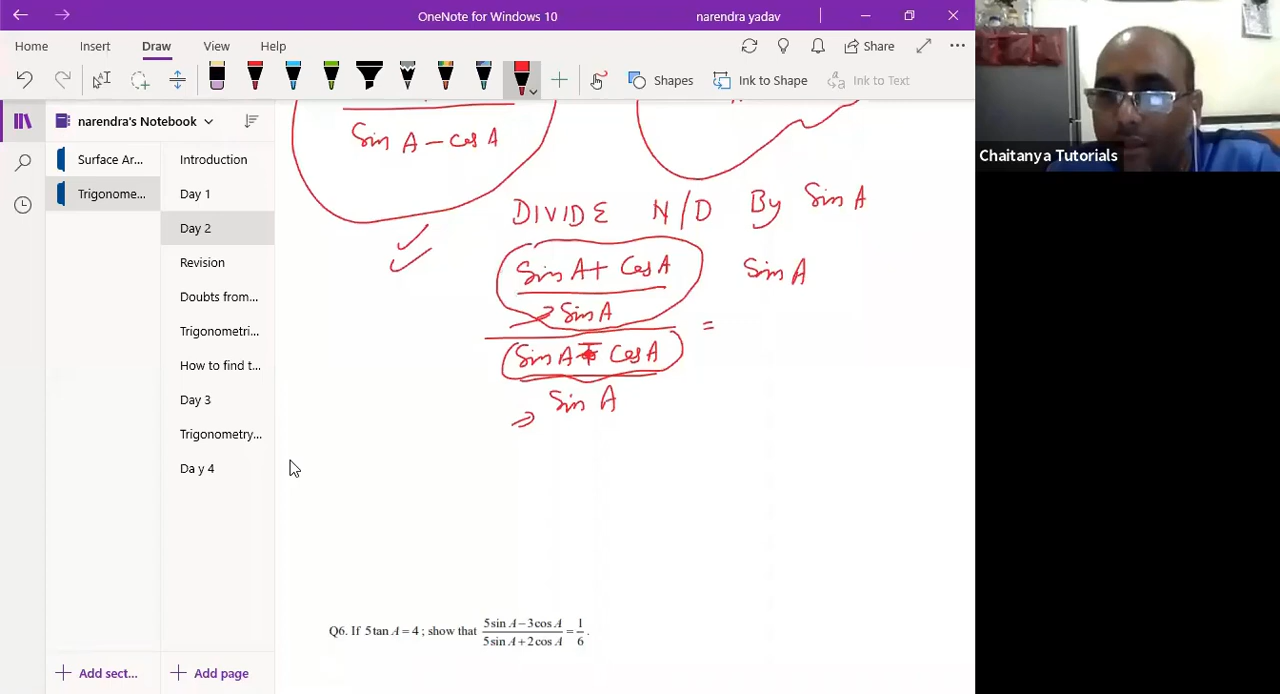 OneNote for Windows 10
narendra yadav
Home Insert Draw View Help
Share
Shapes
Ink to Shape
Ink to Text
narendra's Notebook
Surface Ar...
Trigonome...
Introduction
Day 1
Day 2
Revision
Doubts from...
Trigonometri...
How to find t...
Day 3
Trigonometry...
Da y 4
Add sect...
Add page
Sin A - Cos A
DIVIDE N/D By Sin A
Sin A + Cos A
Sin A
=
Sin A
Sin A - Cos A
Sin A
Q6. If 5 tan A = 4 ; show that (5 sin A − 3 cos A)/(5 sin A + 2 cos A) = 1/6 .
Chaitanya Tutorials